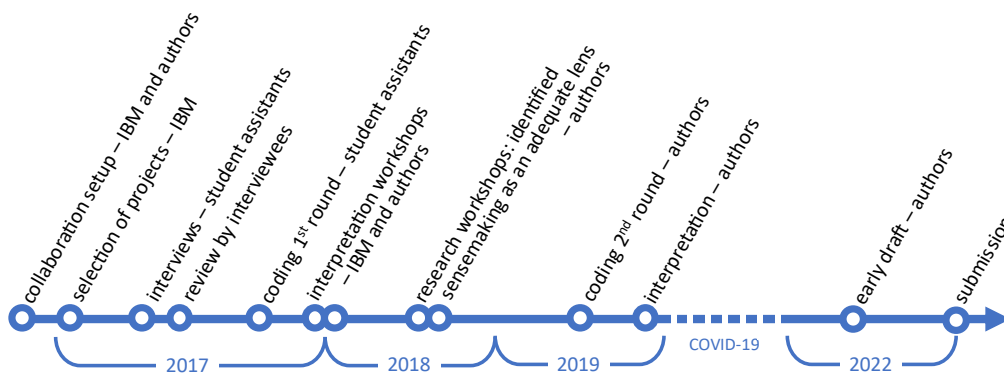 collaboration setup – IBM and authors
selection of projects – IBM
interviews – student assistants
review by interviewees
coding 1st round – student assistants
interpretation workshops
– IBM and authors
research workshops: identified
sensemaking as an adequate lens
– authors
coding 2nd round – authors
interpretation – authors
early draft – authors
submission
2017
2018
2019
COVID-19
2022